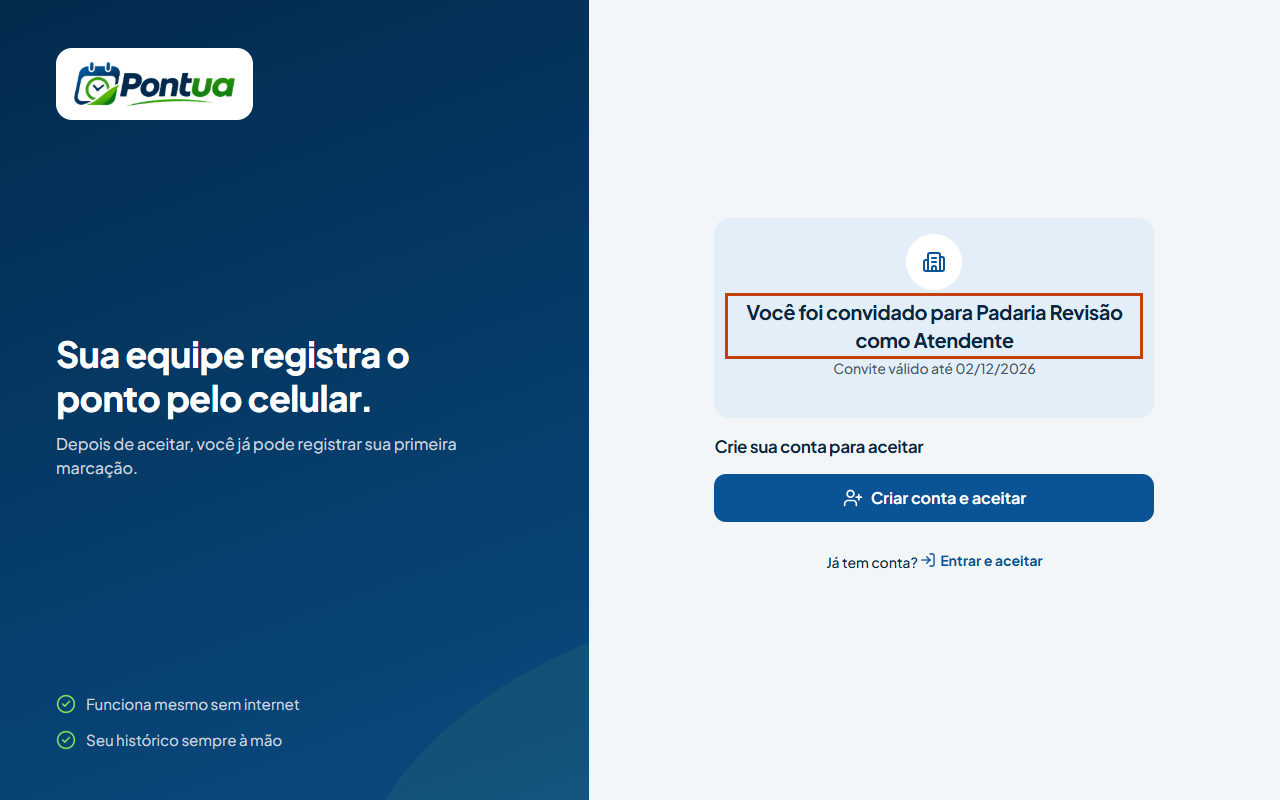 Pontua
Sua equipe registra o
ponto pelo celular.
Depois de aceitar, você já pode registrar sua primeira
marcação.
Funciona mesmo sem internet
Seu histórico sempre à mão
Você foi convidado para Padaria Revisão
como Atendente
Convite válido até 02/12/2026
Crie sua conta para aceitar
Criar conta e aceitar
Já tem conta? Entrar e aceitar